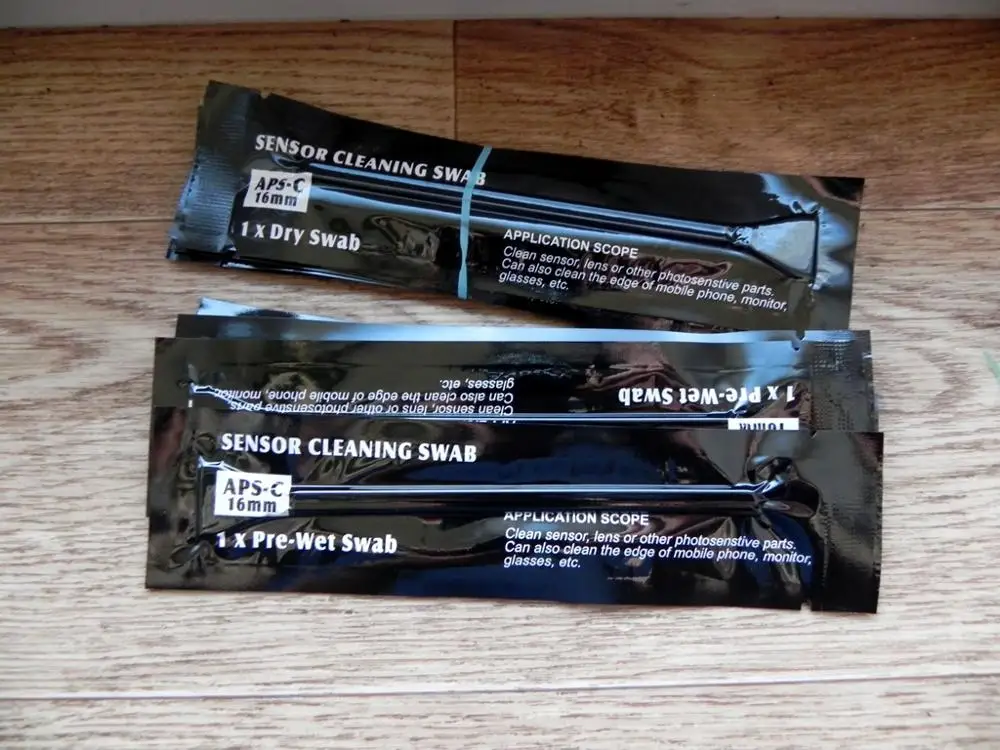 SENSOR CLEANING SWAB
APS-C
16mm
1 x Dry Swab
APPLICATION SCOPE
Clean sensor, lens or other photosenstive parts.
Can also clean the edge of mobile phone, monitor,
glasses, etc.
1 x Pre-Wet Swab
16mm
Clean sensor, lens or other photosenstive parts.
Can also clean the edge of mobile phone, monitor,
glasses, etc.
SENSOR CLEANING SWAB
APS-C
16mm
1 x Pre-Wet Swab
APPLICATION SCOPE
Clean sensor, lens or other photosenstive parts.
Can also clean the edge of mobile phone, monitor,
glasses, etc.